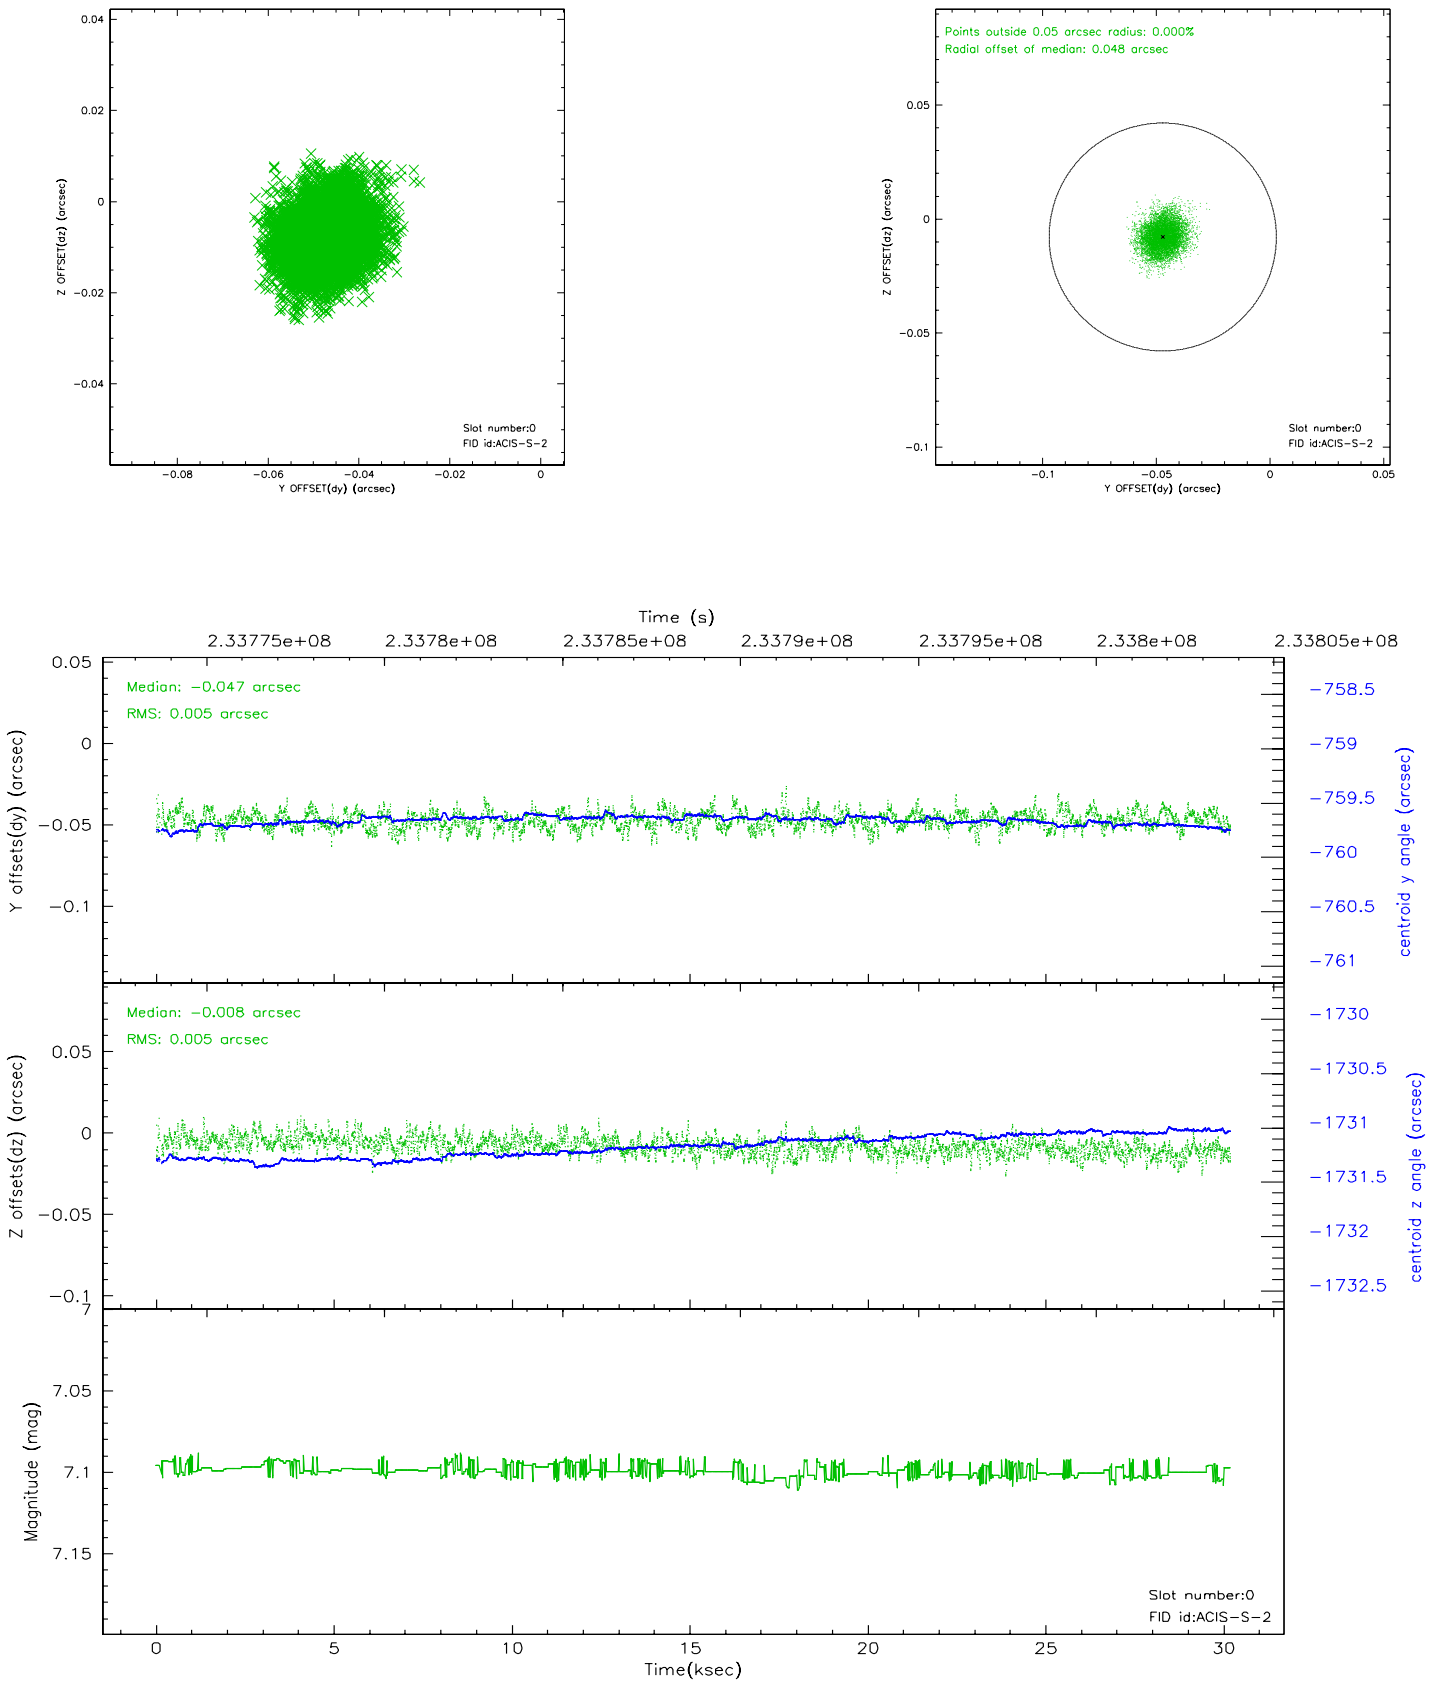 0.04
0.02
0
−0.02
−0.04
Z OFFSET(dz) (arcsec)
Slot number:0
FID id:ACIS−S−2
−0.08
−0.06
−0.04
−0.02
0
Y OFFSET(dy) (arcsec)
Points outside 0.05 arcsec radius: 0.000%
Radial offset of median: 0.048 arcsec
0.05
0
−0.05
−0.1
Z OFFSET(dz) (arcsec)
Slot number:0
FID id:ACIS−S−2
−0.1
−0.05
0
0.05
Y OFFSET(dy) (arcsec)
Time (s)
2.33775e+08
2.3378e+08
2.33785e+08
2.3379e+08
2.33795e+08
2.338e+08
2.33805e+08
0.05
0
−0.05
−0.1
Y offsets(dy) (arcsec)
Median: −0.047 arcsec
RMS: 0.005 arcsec
−758.5
−759
−759.5
−760
−760.5
−761
centroid y angle (arcsec)
0.05
0
−0.05
−0.1
Z offsets(dz) (arcsec)
Median: −0.008 arcsec
RMS: 0.005 arcsec
−1730
−1730.5
−1731
−1731.5
−1732
−1732.5
centroid z angle (arcsec)
7
7.05
7.1
7.15
Magnitude (mag)
Slot number:0
FID id:ACIS−S−2
0
5
10
15
20
25
30
Time(ksec)